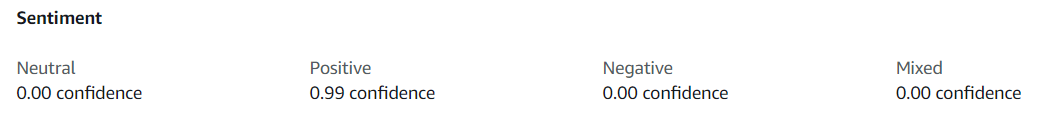 Sentiment
Neutral Positive Negative Mixed
0.00 confidence 0.99 confidence 0.00 confidence 0.00 confidence